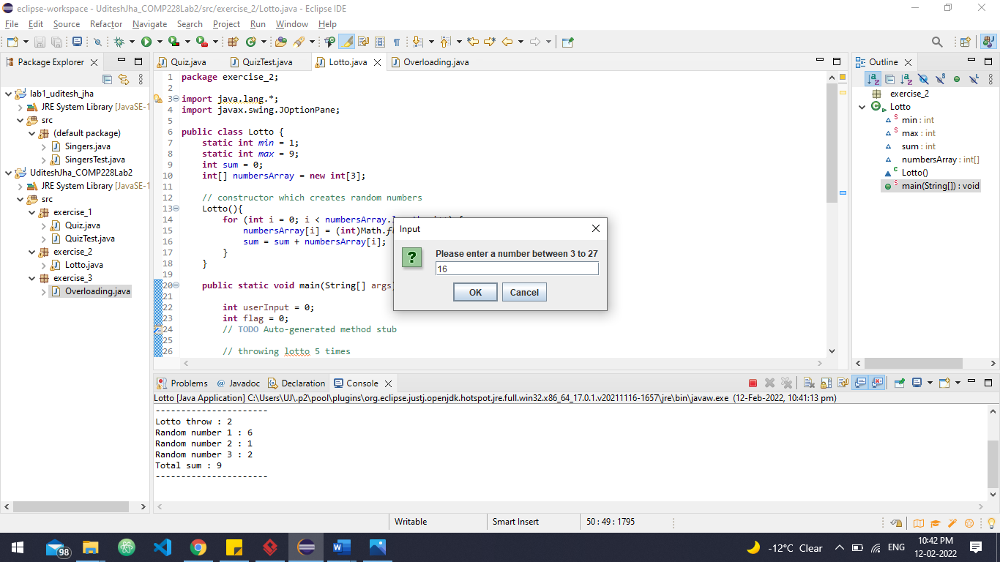 eclipse-workspace - UditeshJha_COMP228Lab2/src/exercise_2/Lotto.java - Eclipse IDE
File Edit Source Refactor Navigate Search Project Run Window Help
Package Explorer
lab1_uditesh_jha
JRE System Library [JavaSE-1
src
(default package)
Singers.java
SingersTest.java
UditeshJha_COMP228Lab2
JRE System Library [JavaSE-1
src
exercise_1
Quiz.java
QuizTest.java
exercise_2
Lotto.java
exercise_3
Overloading.java
Quiz.java QuizTest.java Lotto.java Overloading.java
1 package exercise_2;
2
3 import java.lang.*;
4 import javax.swing.JOptionPane;
5
6 public class Lotto {
7 static int min = 1;
8 static int max = 9;
9 int sum = 0;
10 int[] numbersArray = new int[3];
11
12 // constructor which creates random numbers
13 Lotto(){
14 for (int i = 0; i < numbersArray.
15 numbersArray[i] = (int)Math.
16 sum = sum + numbersArray[i];
17 }
18 }
19
20 public static void main(String[] args)
21
22 int userInput = 0;
23 int flag = 0;
24 // TODO Auto-generated method stub
25
26 // throwing lotto 5 times
Input
Please enter a number between 3 to 27
16
OK Cancel
Outline
exercise_2
Lotto
min : int
max : int
sum : int
numbersArray : int[]
Lotto()
main(String[]) : void
Problems Javadoc Declaration Console
Lotto [Java Application] C:\Users\UJ\.p2\pool\plugins\org.eclipse.justj.openjdk.hotspot.jre.full.win32.x86_64_17.0.1.v20211116-1657\jre\bin\javaw.exe (12-Feb-2022, 10:41:13 pm)
----------------------
Lotto throw : 2
Random number 1 : 6
Random number 2 : 1
Random number 3 : 2
Total sum : 9
----------------------
Writable Smart Insert 50 : 49 : 1795
98
-12°C Clear ENG 10:42 PM
12-02-2022